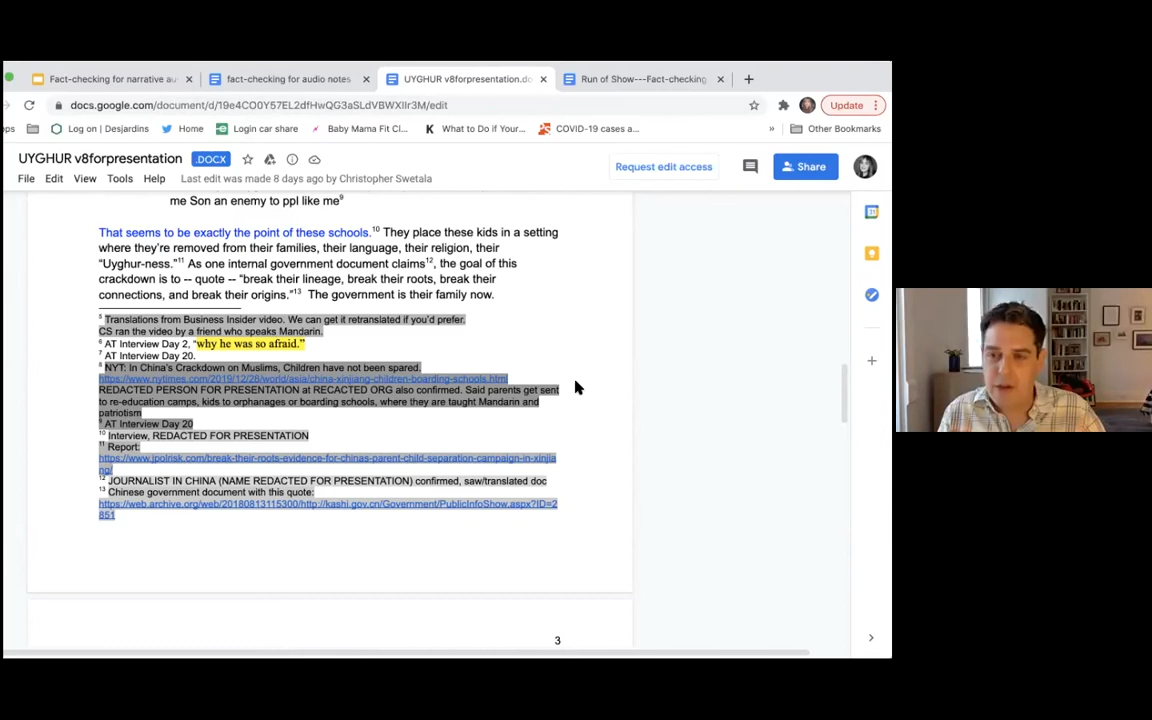 Fact-checking for narrative au
fact-checking for audio notes
UYGHUR v8forpresentation.do
Run of Show---Fact-checking
docs.google.com/document/d/19e4CO0Y57EL2dfHwQG3aSLdVBWXIIr3M/edit
Update
ops
Log on | Desjardins
Home
Login car share
Baby Mama Fit Cl...
K What to Do if Your...
COVID-19 cases a...
»
Other Bookmarks
UYGHUR v8forpresentation
.DOCX
Request edit access
Share
File Edit View Tools Help
Last edit was made 8 days ago by Christopher Swetala
me Son an enemy to ppl like me⁹
That seems to be exactly the point of these schools.¹⁰ They place these kids in a setting
where they're removed from their families, their language, their religion, their
"Uyghur-ness."¹¹ As one internal government document claims¹², the goal of this
crackdown is to -- quote -- "break their lineage, break their roots, break their
connections, and break their origins."¹³ The government is their family now.
⁵ Translations from Business Insider video. We can get it retranslated if you'd prefer.
CS ran the video by a friend who speaks Mandarin.
⁶ AT Interview Day 2, "why he was so afraid."
⁷ AT Interview Day 20.
⁸ NYT: In China's Crackdown on Muslims, Children have not been spared.
https://www.nytimes.com/2019/12/28/world/asia/china-xinjiang-children-boarding-schools.html
REDACTED PERSON FOR PRESENTATION at RECACTED ORG also confirmed. Said parents get sent
to re-education camps, kids to orphanages or boarding schools, where they are taught Mandarin and
patriotism
⁹ AT Interview Day 20
¹⁰ Interview, REDACTED FOR PRESENTATION
¹¹ Report:
https://www.jpolrisk.com/break-their-roots-evidence-for-chinas-parent-child-separation-campaign-in-xinjia
ng/
¹² JOURNALIST IN CHINA (NAME REDACTED FOR PRESENTATION) confirmed, saw/translated doc
¹³ Chinese government document with this quote:
https://web.archive.org/web/20180813115300/http://kashi.gov.cn/Government/PublicInfoShow.aspx?ID=2
851
3